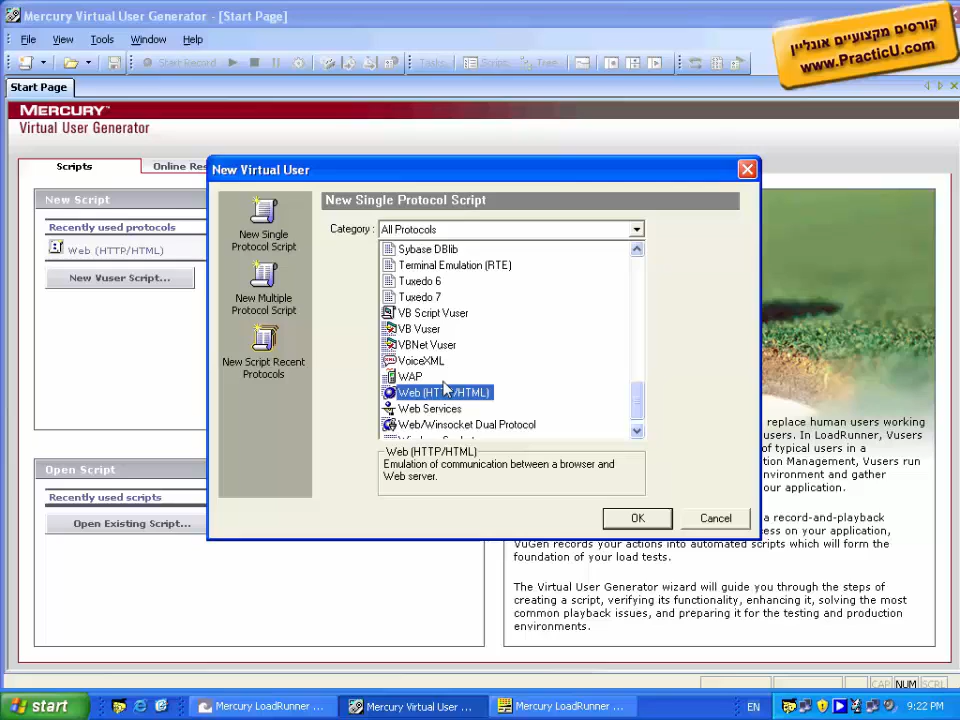 Mercury Virtual User Generator - [Start Page]
File View Tools Window Help
קורסים מקצועיים אונליין
www.PracticU.com
Start Record
Tasks
Script
Tree
Start Page
MERCURY™
Virtual User Generator
Scripts
Online Res
New Script
Recently used protocols
Web (HTTP/HTML)
New Vuser Script...
Open Script
Recently used scripts
Open Existing Script...
New Virtual User
New Single
Protocol Script
New Multiple
Protocol Script
New Script Recent
Protocols
New Single Protocol Script
Category :
All Protocols
Sybase DBlib
Terminal Emulation (RTE)
Tuxedo 6
Tuxedo 7
VB Script Vuser
VB Vuser
VBNet Vuser
VoiceXML
WAP
Web (HTTP/HTML)
Web Services
Web/Winsocket Dual Protocol
Web (HTTP/HTML)
Emulation of communication between a browser and
Web server.
OK
Cancel
replace human users working
users. In LoadRunner, Vusers
of typical users in a
tion Management, Vusers run
environment and gather
your application.
a record-and-playback
cess on your application,
VuGen records your actions into automated scripts which will form the
foundation of your load tests.
The Virtual User Generator wizard will guide you through the steps of
creating a script, verifying its functionality, enhancing it, solving the most
common playback issues, and preparing it for the testing and production
environments.
CAP NUM SCRL
start
Mercury LoadRunner ...
Mercury Virtual User ...
Mercury LoadRunner ...
EN
9:22 PM